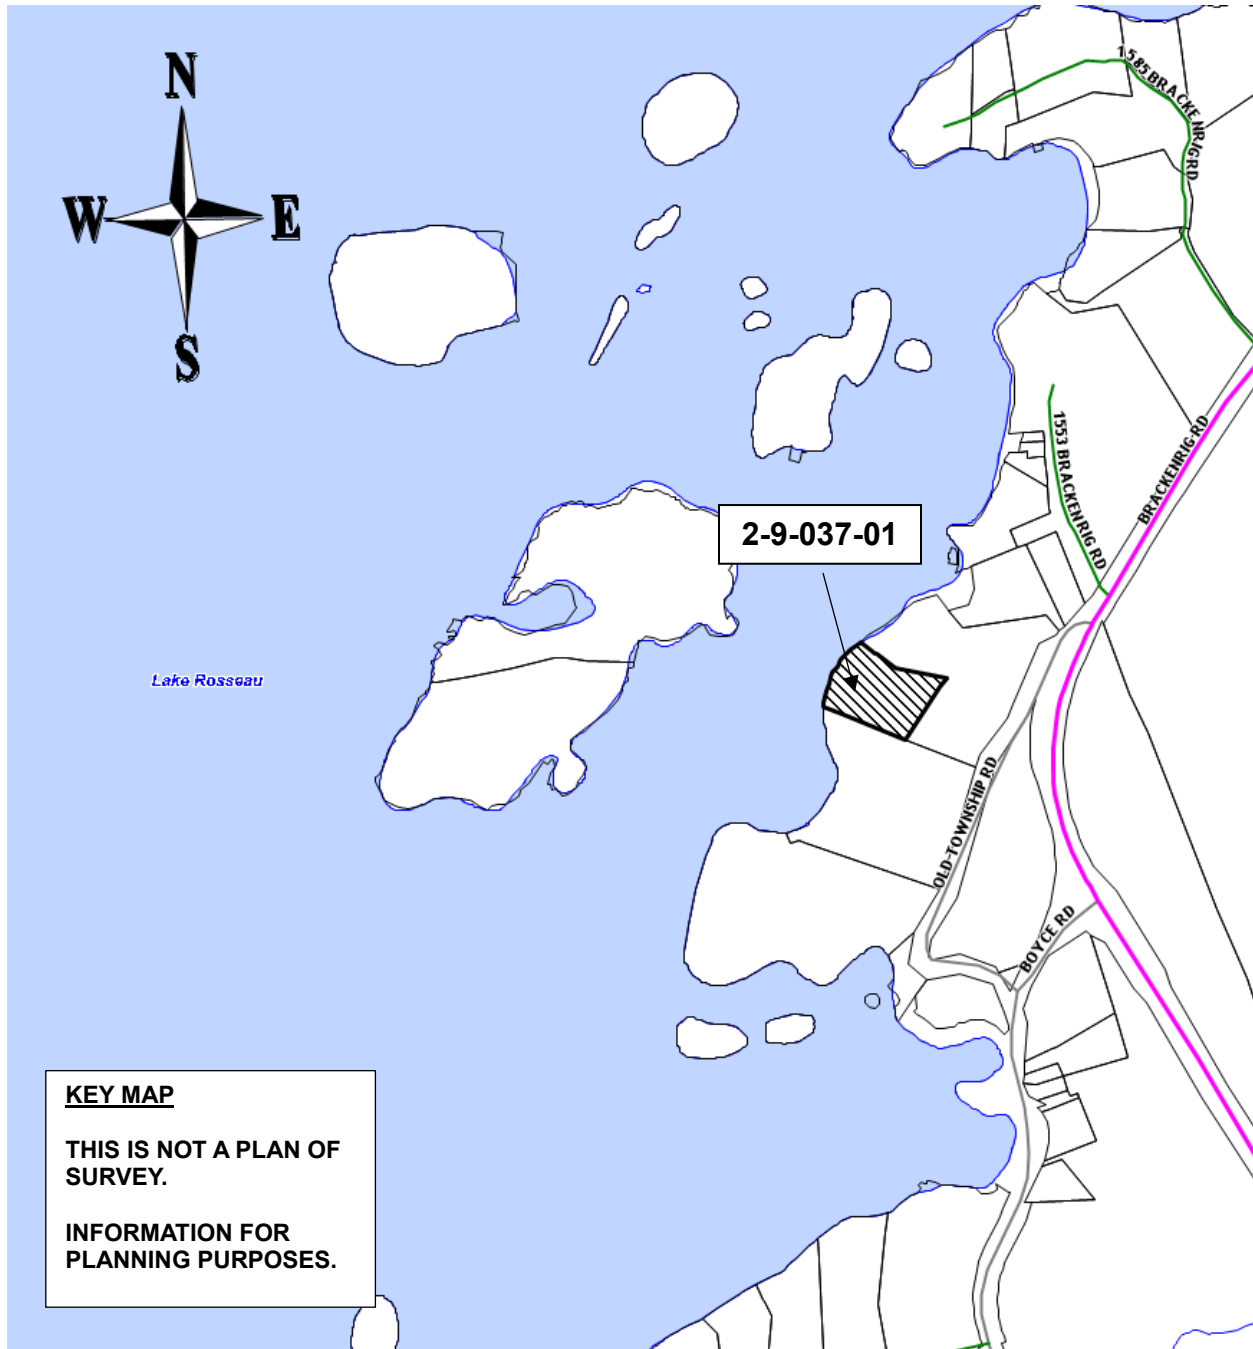 N
W E
S
1585 BRACKENRIG RD
1553 BRACKENRIG RD
BRACKENRIG RD
2-9-037-01
Lake Rosseau
OLD TOWNSHIP RD
BOYCE RD
KEY MAP
THIS IS NOT A PLAN OF
SURVEY.
INFORMATION FOR
PLANNING PURPOSES.